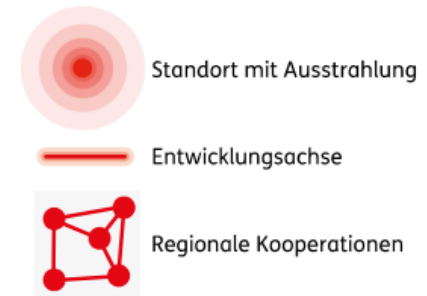 Standort mit Ausstrahlung
Entwicklungsachse
Regionale Kooperationen